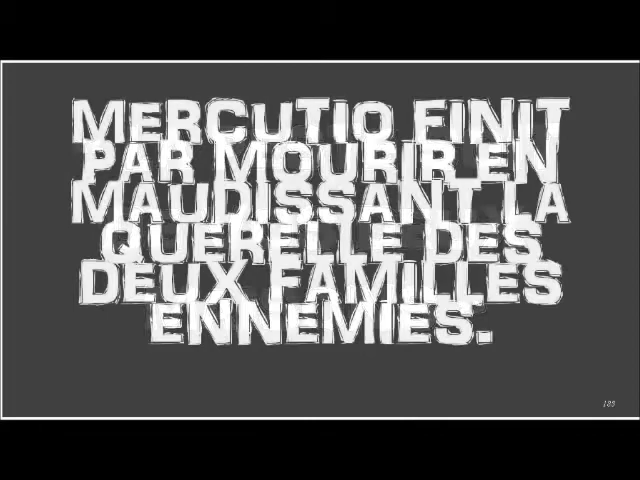 MERCUTIO FINIT
PAR MOURIR EN
MAUDISSANT LA
QUERELLE DES
DEUX FAMILLES
ENNEMIES.